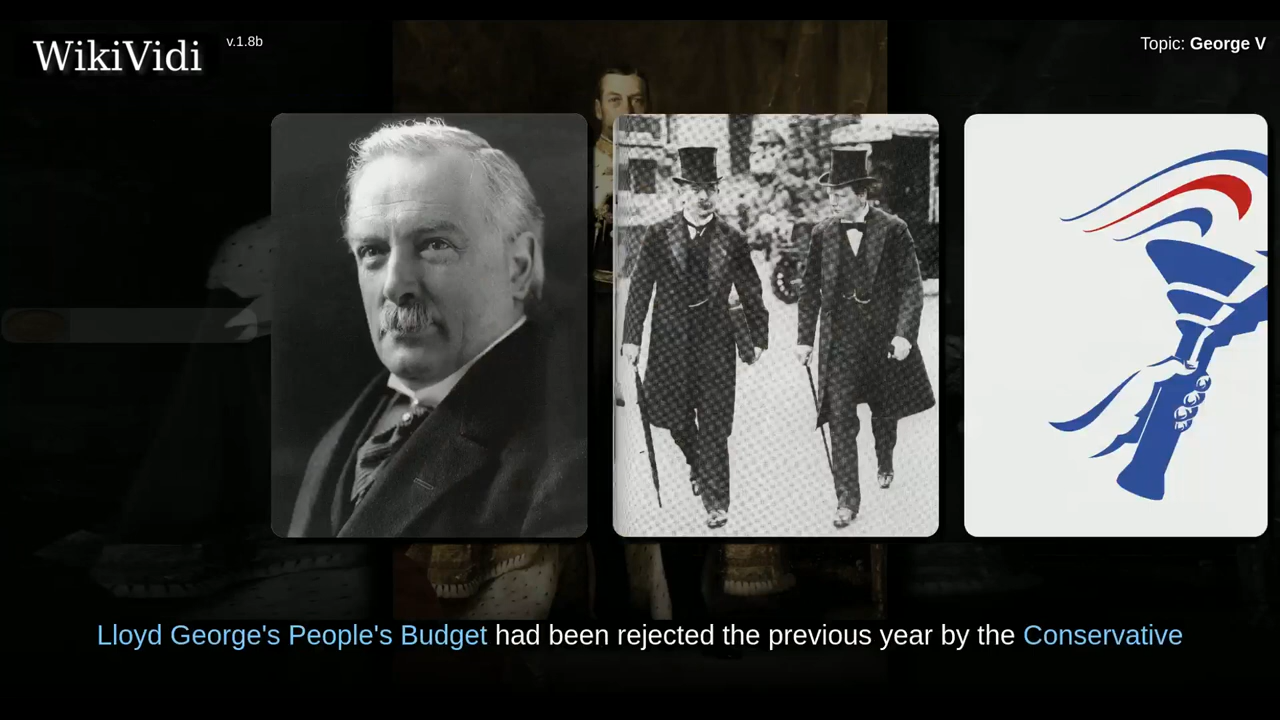 WikiVidi
v.1.8b
Topic: George V
Lloyd George's People's Budget had been rejected the previous year by the Conservative